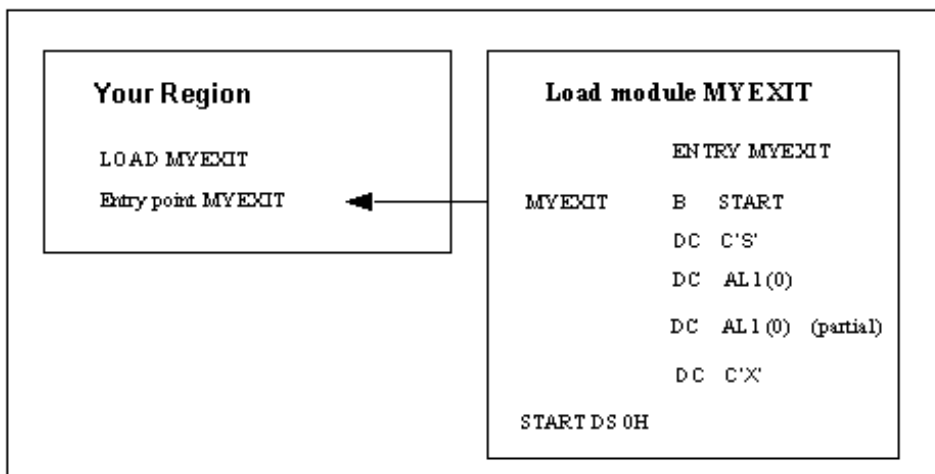 Your Region
LOAD MYEXIT
Entry point MYEXIT
Load module MYEXIT
ENTRY MYEXIT
MYEXIT B START
DC C'S'
DC AL1(0)
DC AL1(0) (partial)
DC C'X'
START DS 0H